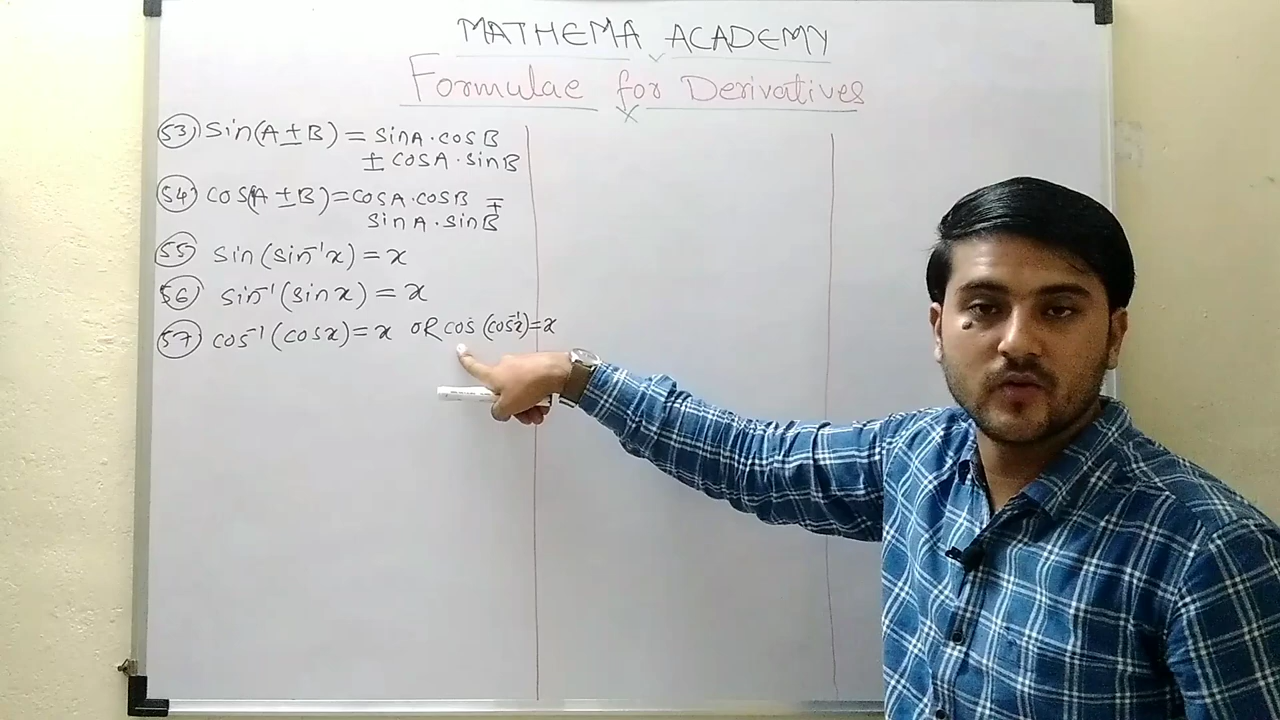 MATHEMA ACADEMY
Formulae for Derivatives
53) sin(A ± B) = sinA·cosB
± cosA·sinB
54) cos(A ± B) = cosA·cosB ∓
sinA·sinB
55) sin(sin⁻¹x) = x
56) sin⁻¹(sinx) = x
57) cos⁻¹(cosx) = x OR cos(cos⁻¹x) = x